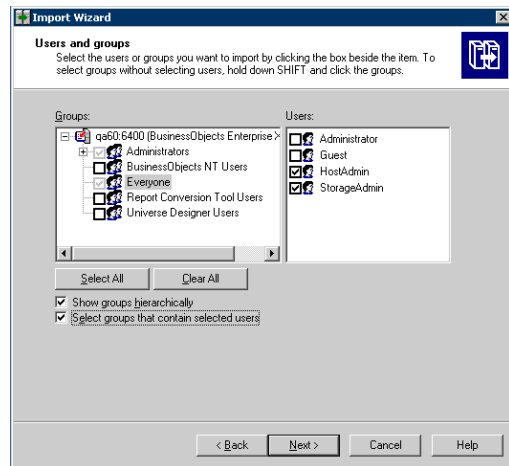 Import Wizard
Users and groups
Select the users or groups you want to import by clicking the box beside the item. To
select groups without selecting users, hold down SHIFT and click the groups.
Groups:
qa60:6400 (BusinessObjects Enterprise X
Administrators
BusinessObjects NT Users
Everyone
Report Conversion Tool Users
Universe Designer Users
Users:
Administrator
Guest
HostAdmin
StorageAdmin
Select All
Clear All
Show groups hierarchically
Select groups that contain selected users
< Back
Next >
Cancel
Help